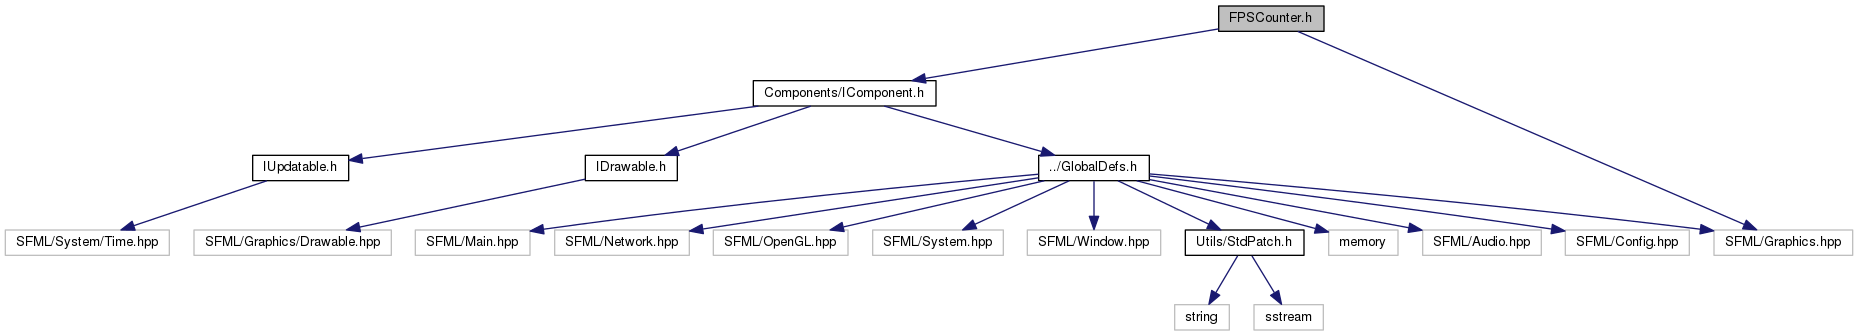 FPSCounter.h
Components/IComponent.h
IUpdatable.h
IDrawable.h
../GlobalDefs.h
SFML/System/Time.hpp
SFML/Graphics/Drawable.hpp
SFML/Main.hpp
SFML/Network.hpp
SFML/OpenGL.hpp
SFML/System.hpp
SFML/Window.hpp
Utils/StdPatch.h
memory
SFML/Audio.hpp
SFML/Config.hpp
SFML/Graphics.hpp
string
sstream